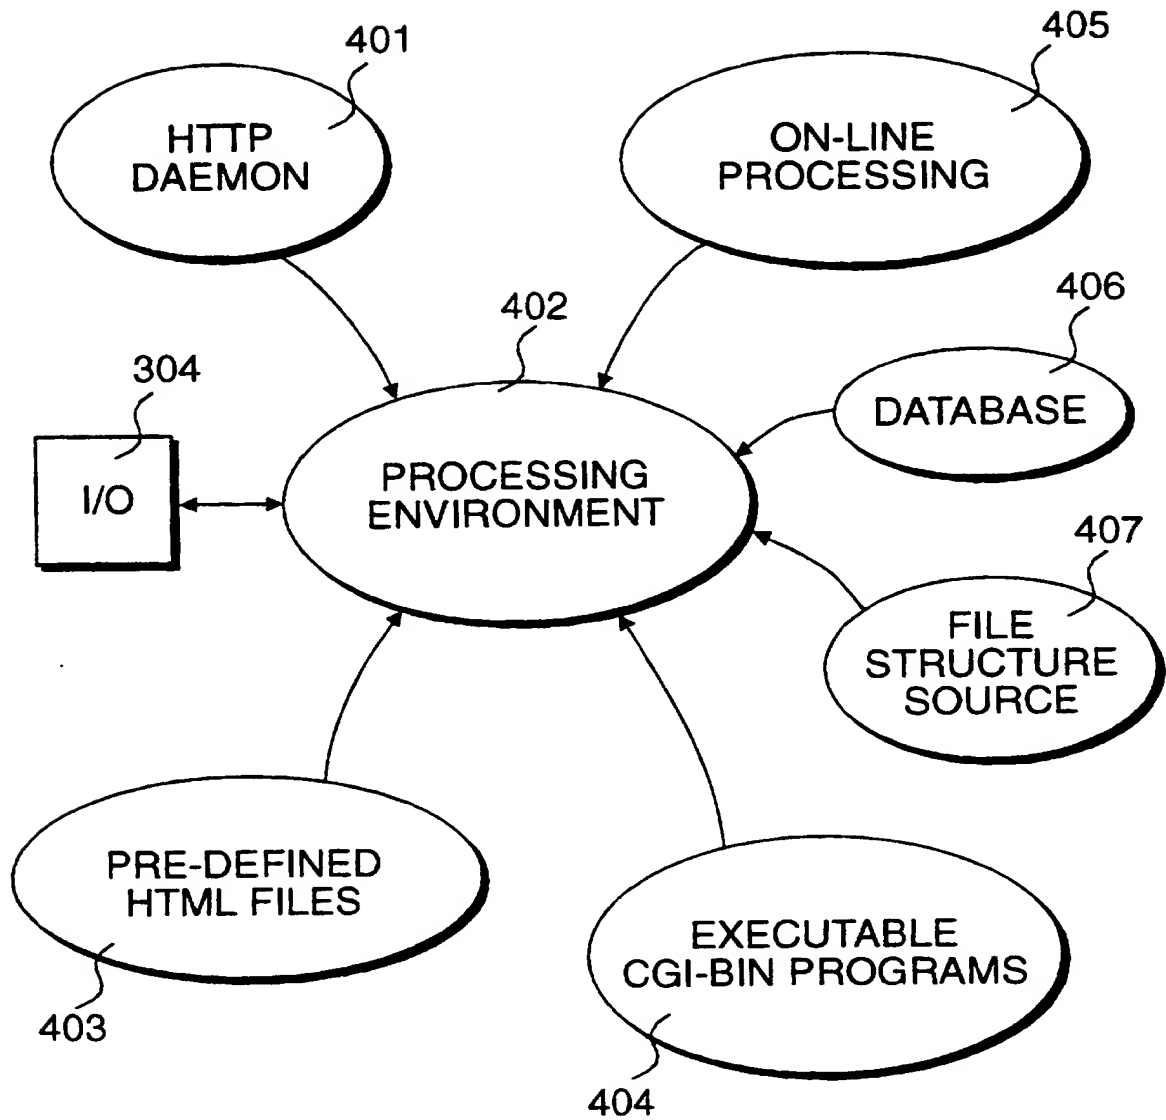 401
HTTP
DAEMON
405
ON-LINE
PROCESSING
402
406
DATABASE
304
I/O
PROCESSING
ENVIRONMENT
407
FILE
STRUCTURE
SOURCE
PRE-DEFINED
HTML FILES
403
EXECUTABLE
CGI-BIN PROGRAMS
404